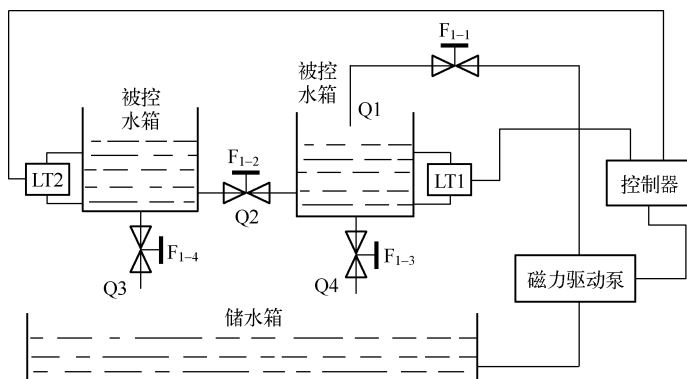 F1-1
被控
水箱
Q1
被控
水箱
F1-2
LT2
LT1
控制器
Q2
F1-4
F1-3
Q3
Q4
磁力驱动泵
储水箱